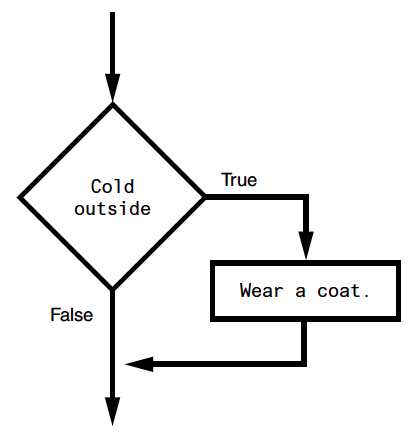 Cold
outside
True
Wear a coat.
False